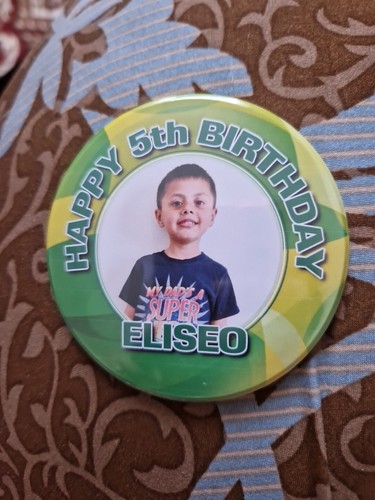 HAPPY 5th BIRTHDAY
MY DAD'S A
SUPER
ELISEO